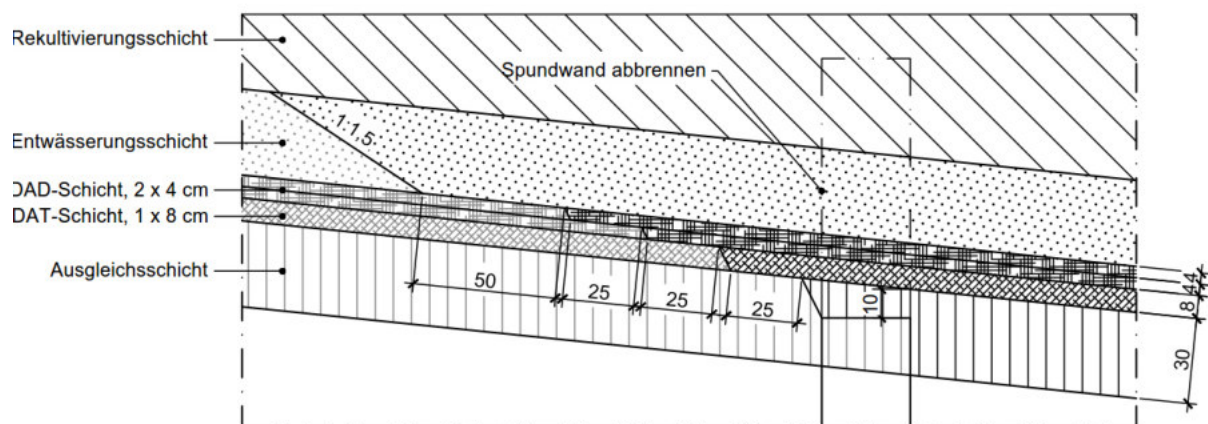 Rekultivierungsschicht
Spundwand abbrennen
1:1.5
Entwässerungsschicht
DAD-Schicht, 2 x 4 cm
DAT-Schicht, 1 x 8 cm
Ausgleichsschicht
50
25
25
25
10
4
4
8
30